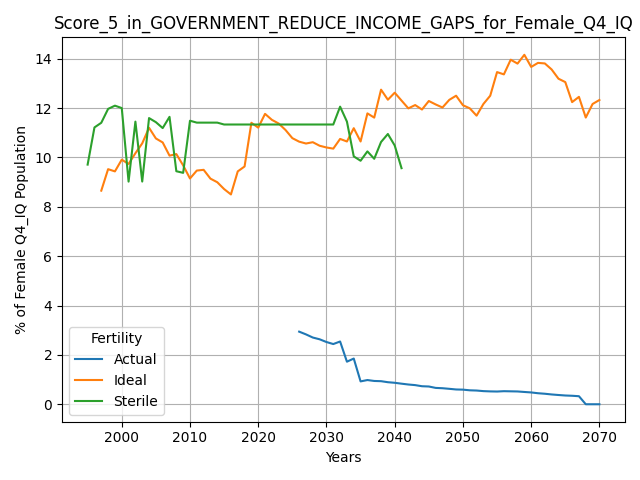 Score_5_in_GOVERNMENT_REDUCE_INCOME_GAPS_for_Female_Q4_IQ
% of Female Q4_IQ Population
14
12
10
8
6
4
2
0
Fertility
Actual
Ideal
Sterile
2000 2010 2020 2030 2040 2050 2060 2070
Years